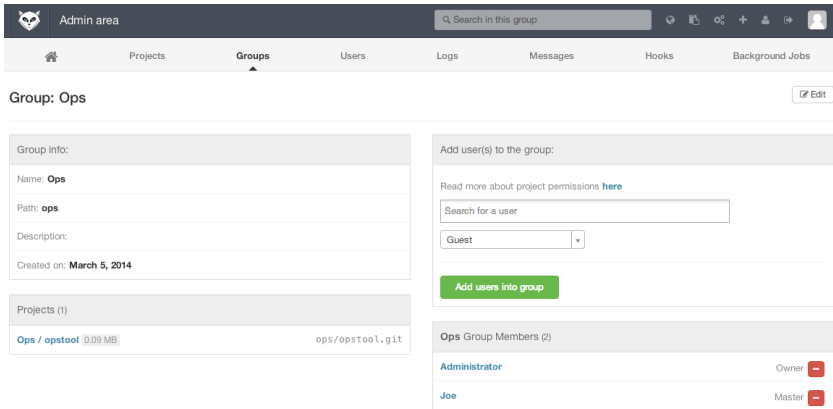 Admin area
Search in this group
Projects
Groups
Users
Logs
Messages
Hooks
Background Jobs
Group: Ops
Edit
Group info:
Name: Ops
Path: ops
Description:
Created on: March 5, 2014
Projects (1)
Ops / opstool 0.09 MB ops/opstool.git
Add user(s) to the group:
Read more about project permissions here
Search for a user
Guest
Add users into group
Ops Group Members (2)
Administrator Owner
Joe Master